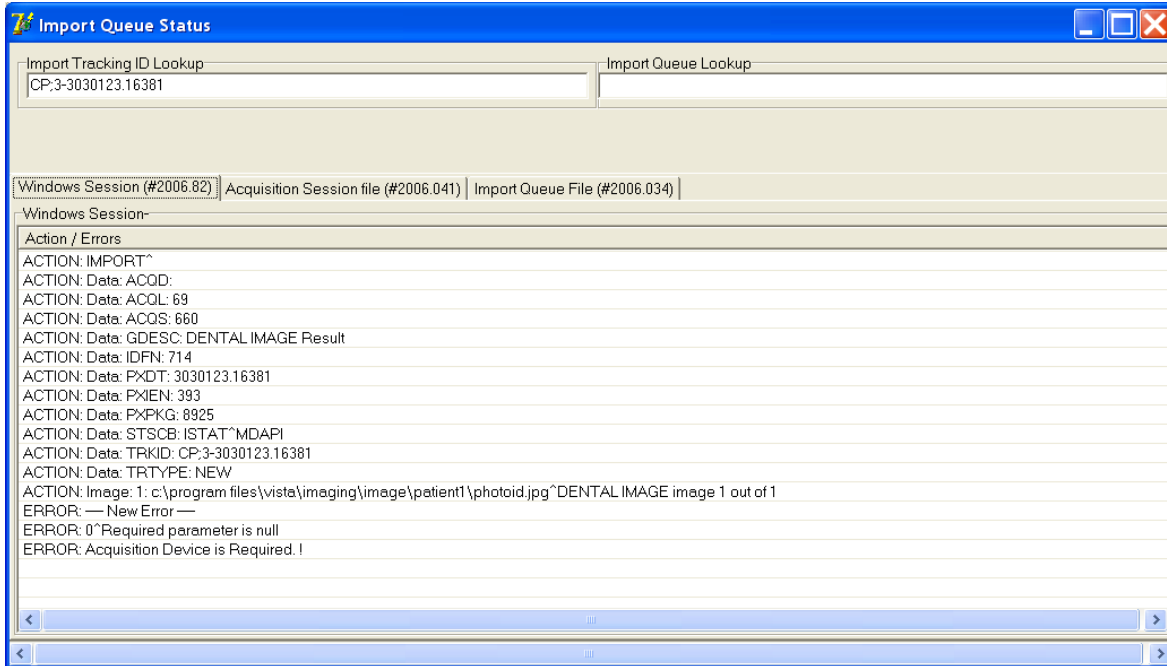 Import Queue Status
Import Tracking ID Lookup
Import Queue Lookup
CP;3-3030123.16381
Windows Session (#2006.82)
Acquisition Session file (#2006.041)
Import Queue File (#2006.034)
Windows Session-
Action / Errors
ACTION: IMPORT^
ACTION: Data: ACQD:
ACTION: Data: ACQL: 69
ACTION: Data: ACQS: 660
ACTION: Data: GDESC: DENTAL IMAGE Result
ACTION: Data: IDFN: 714
ACTION: Data: PXDT: 3030123.16381
ACTION: Data: PXIEN: 393
ACTION: Data: PXPKG: 8925
ACTION: Data: STSCB: ISTAT^MDAPI
ACTION: Data: TRKID: CP;3-3030123.16381
ACTION: Data: TRTYPE: NEW
ACTION: Image: 1: c:\program files\vista\imaging\image\patient1\photoid.jpg^DENTAL IMAGE image 1 out of 1
ERROR: ---- New Error ----
ERROR: 0^Required parameter is null
ERROR: Acquisition Device is Required. !